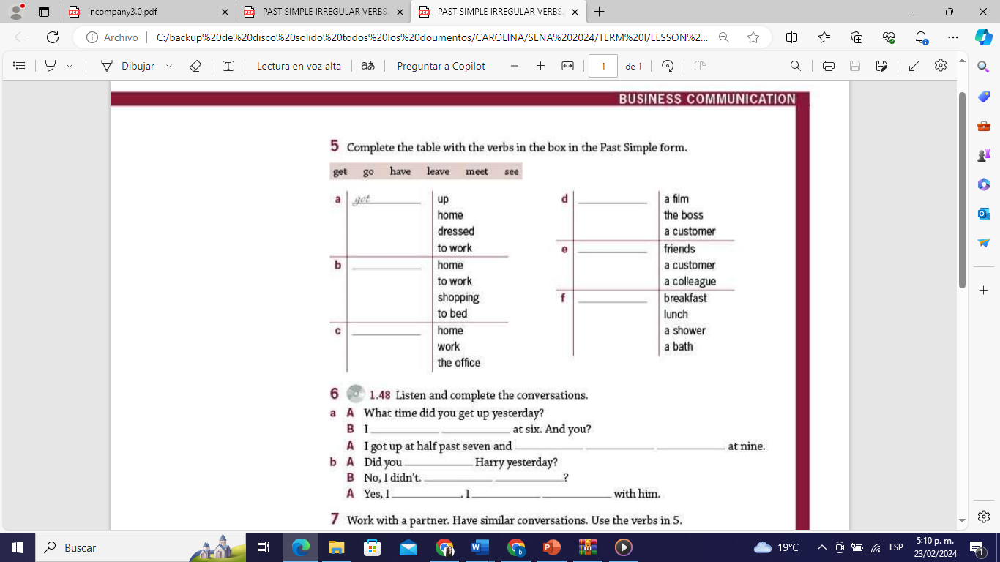 incompany3.0.pdf
PAST SIMPLE IRREGULAR VERBS.
PAST SIMPLE IRREGULAR VERBS.
Archivo
C:/backup%20de%20disco%20solido%20todos%20los%20doumentos/CAROLINA/SENA%202024/TERM%20I/LESSON%2...
Dibujar
Lectura en voz alta
aあ
Preguntar a Copilot
1
de 1
BUSINESS COMMUNICATION
5 Complete the table with the verbs in the box in the Past Simple form.
get go have leave meet see
a got up
home
dressed
to work
b home
to work
shopping
to bed
c home
work
the office
d a film
the boss
a customer
e friends
a customer
a colleague
f breakfast
lunch
a shower
a bath
6 1.48 Listen and complete the conversations.
a A What time did you get up yesterday?
B I ________ ________ at six. And you?
A I got up at half past seven and ________ ________ ________ at nine.
b A Did you ________ Harry yesterday?
B No, I didn't. ________ ________?
A Yes, I ________. I ________ ________ with him.
7 Work with a partner. Have similar conversations. Use the verbs in 5.
Buscar
19°C
ESP
5:10 p. m.
23/02/2024
1